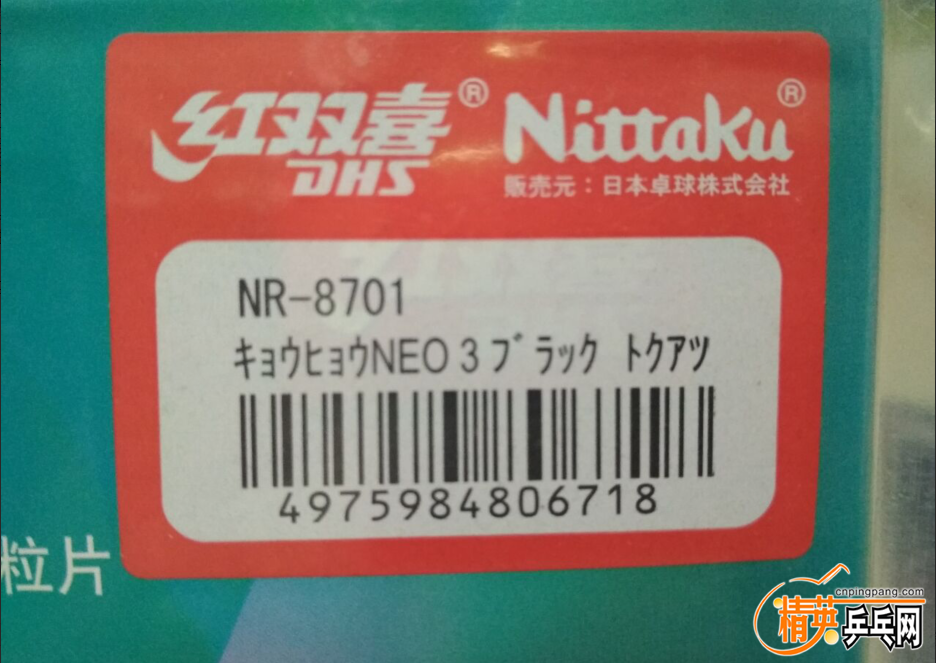 红双喜® Nittaku®
DHS
販売元：日本卓球株式会社
NR-8701
ｷｮｳﾋｮｳNEO3ﾌﾞﾗｯｸ ﾄｸｱﾂ
4975984806718
粒片
cnpingpang.com
精英乒乓网